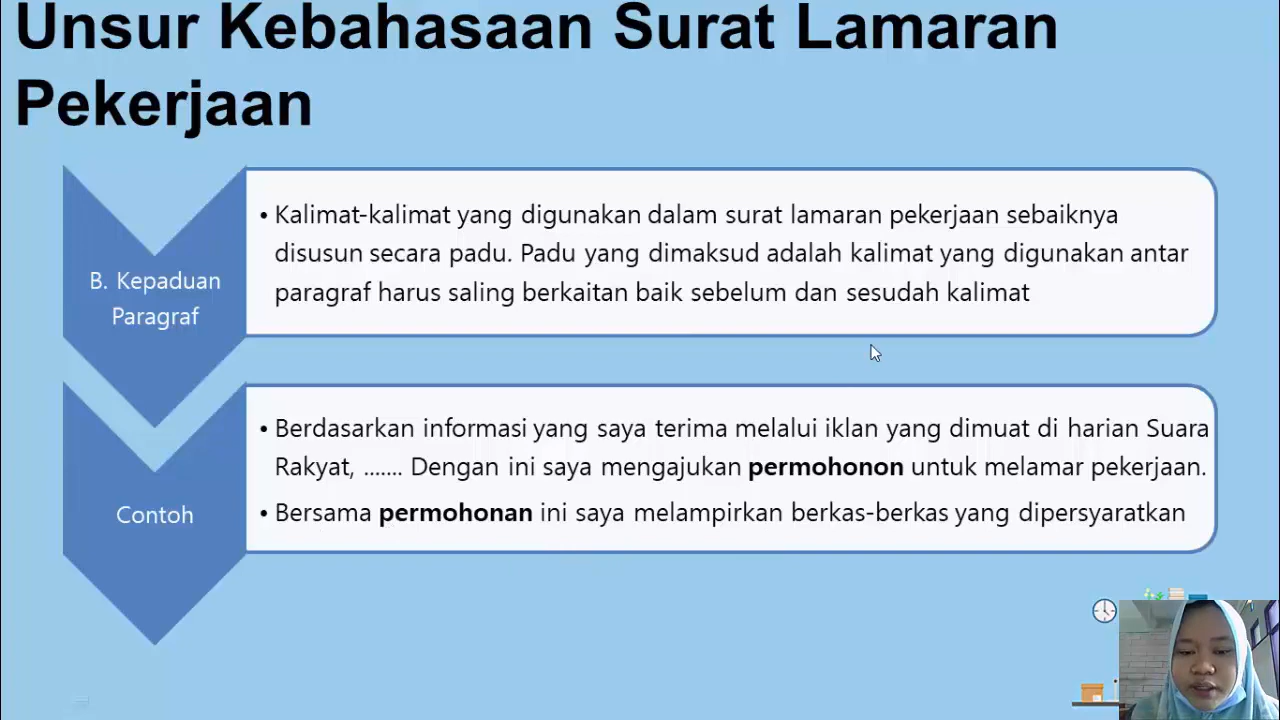 Unsur Kebahasaan Surat Lamaran
Pekerjaan
B. Kepaduan
Paragraf
• Kalimat-kalimat yang digunakan dalam surat lamaran pekerjaan sebaiknya
disusun secara padu. Padu yang dimaksud adalah kalimat yang digunakan antar
paragraf harus saling berkaitan baik sebelum dan sesudah kalimat
Contoh
• Berdasarkan informasi yang saya terima melalui iklan yang dimuat di harian Suara
Rakyat, ....... Dengan ini saya mengajukan permohonon untuk melamar pekerjaan.
• Bersama permohonan ini saya melampirkan berkas-berkas yang dipersyaratkan